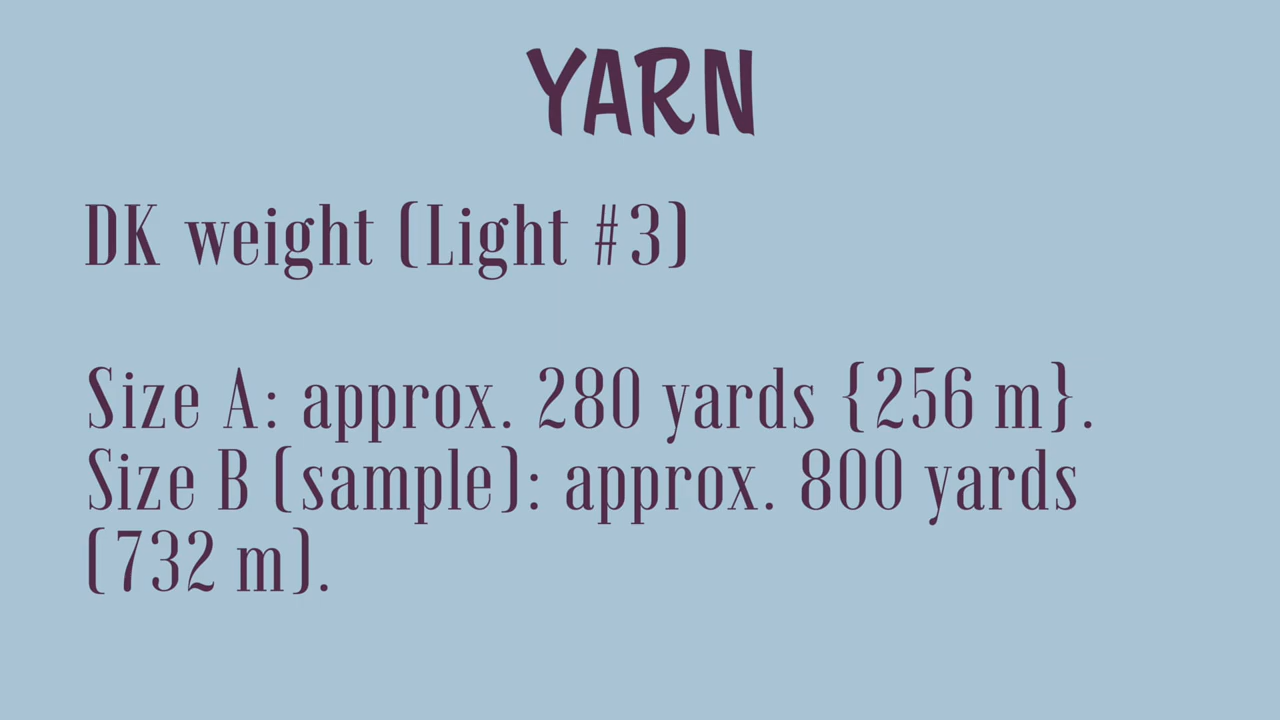 YARN
DK weight (Light #3)
Size A: approx. 280 yards {256 m}.
Size B (sample): approx. 800 yards
(732 m).